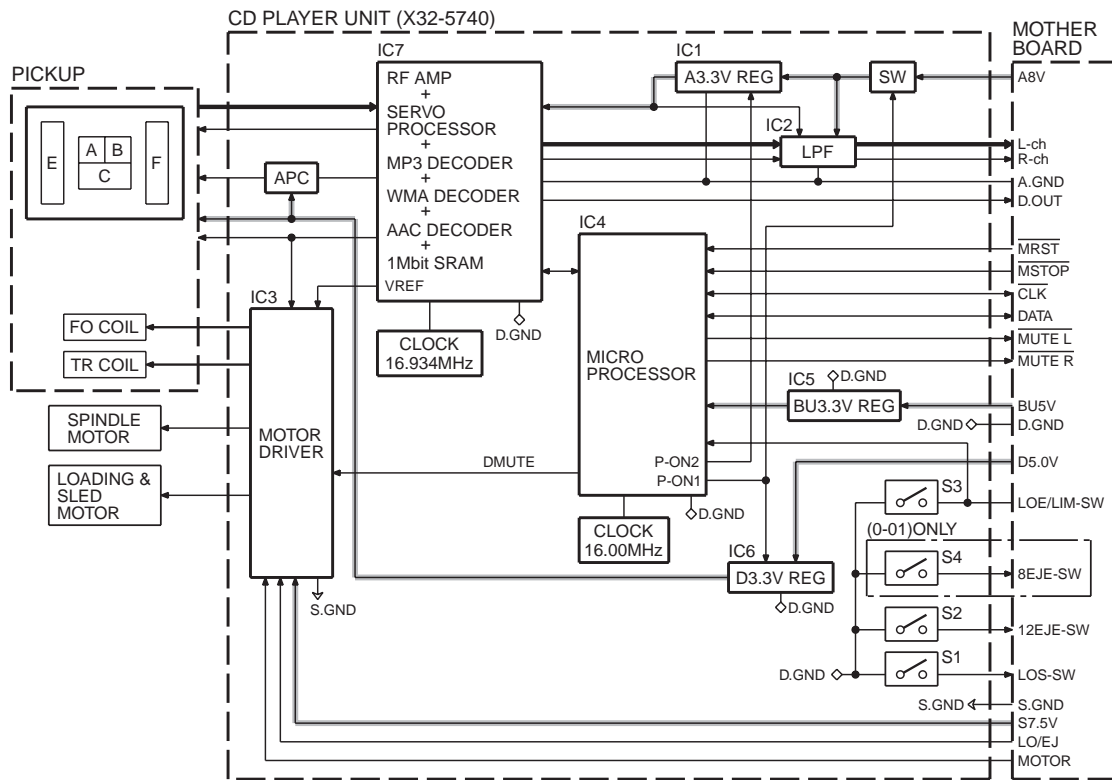 CD PLAYER UNIT (X32-5740)
MOTHER
BOARD
PICKUP
E
A
B
C
F
IC7
RF AMP
+
SERVO
PROCESSOR
+
MP3 DECODER
+
WMA DECODER
+
AAC DECODER
+
1Mbit SRAM
VREF
IC1
A3.3V REG
SW
A8V
IC2
LPF
L-ch
R-ch
A.GND
D.OUT
APC
IC4
MICRO
PROCESSOR
P-ON2
P-ON1
MRST
MSTOP
CLK
DATA
MUTE L
MUTE R
IC3
MOTOR
DRIVER
FO COIL
TR COIL
CLOCK
16.934MHz
D.GND
SPINDLE
MOTOR
LOADING &
SLED
MOTOR
DMUTE
D.GND
IC5
BU3.3V REG
BU5V
D.GND
D.GND
D5.0V
CLOCK
16.00MHz
D.GND
IC6
D3.3V REG
D.GND
S.GND
S3
LOE/LIM-SW
(0-01)ONLY
S4
8EJE-SW
S2
12EJE-SW
D.GND
S1
LOS-SW
S.GND
S.GND
S7.5V
LO/EJ
MOTOR